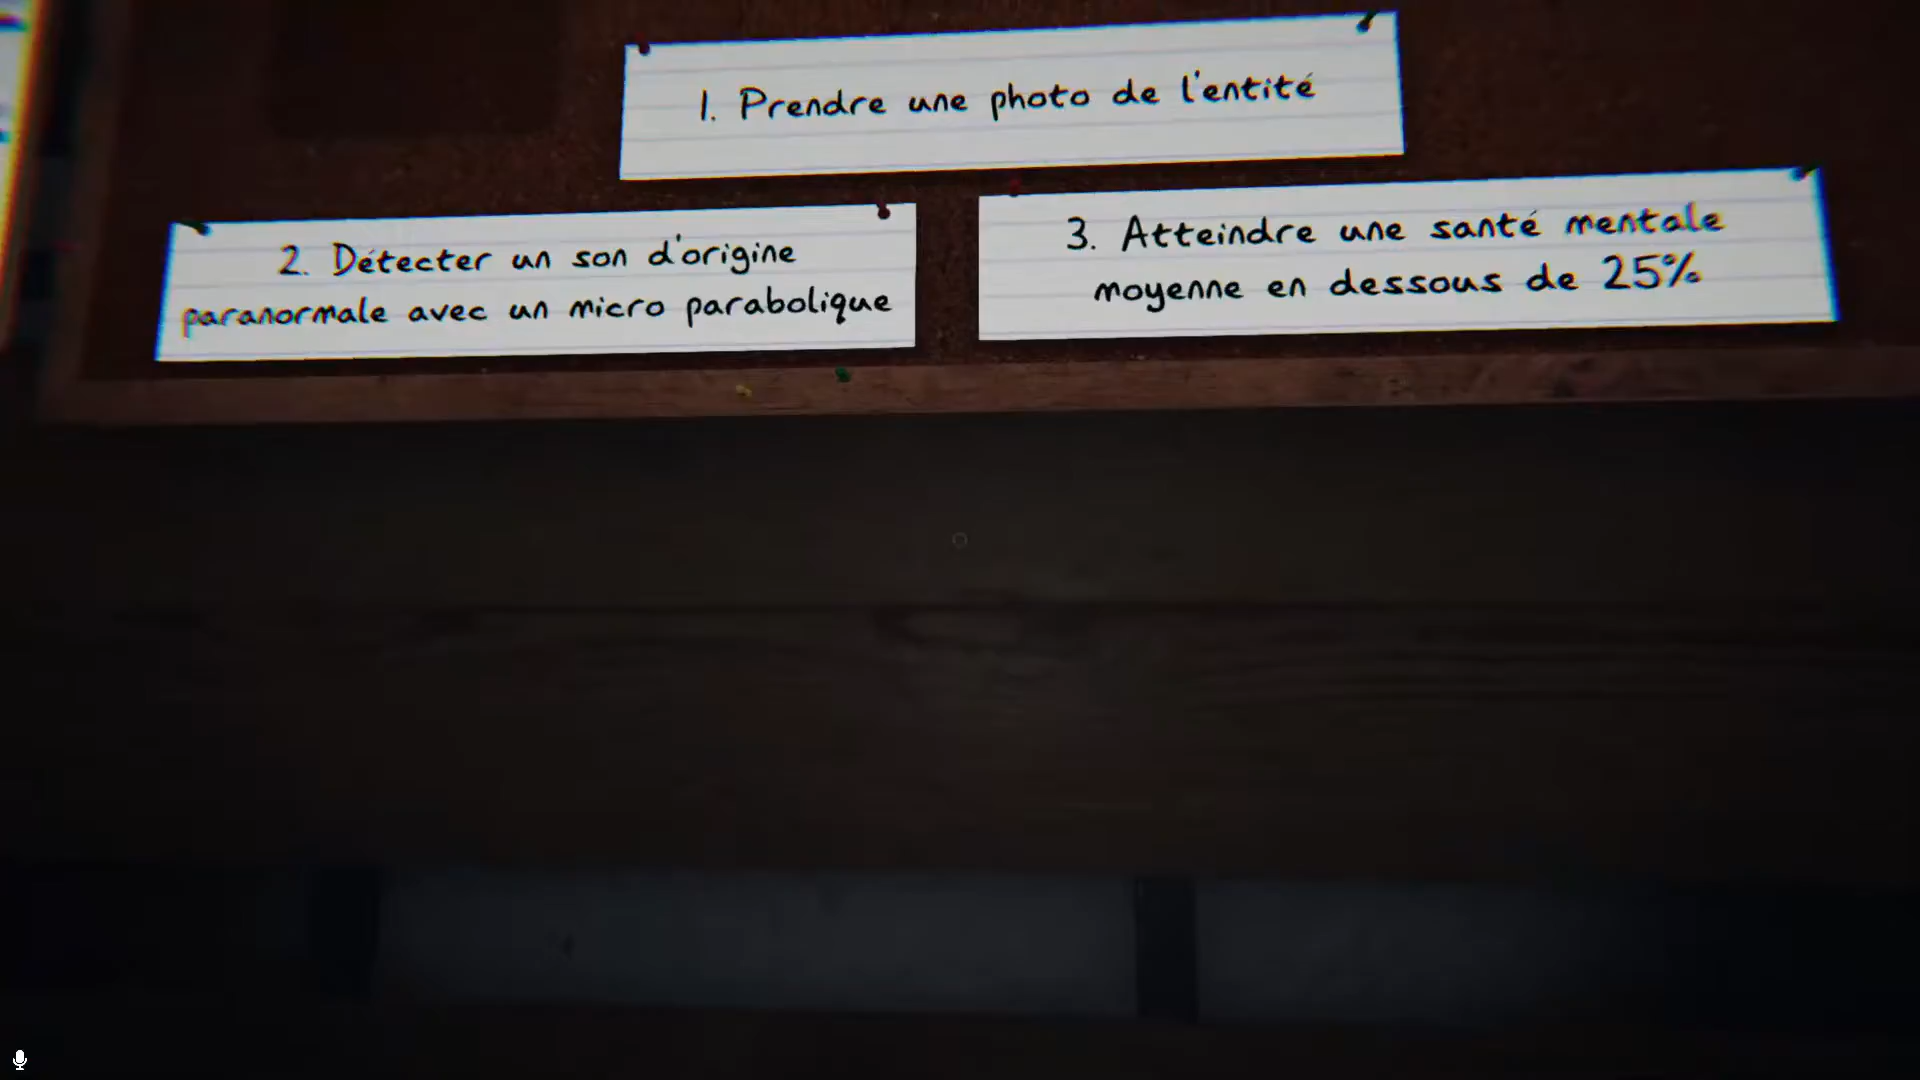 1. Prendre une photo de l'entité
2. Détecter un son d'origine
paranormale avec un micro parabolique
3. Atteindre une santé mentale
moyenne en dessous de 25%